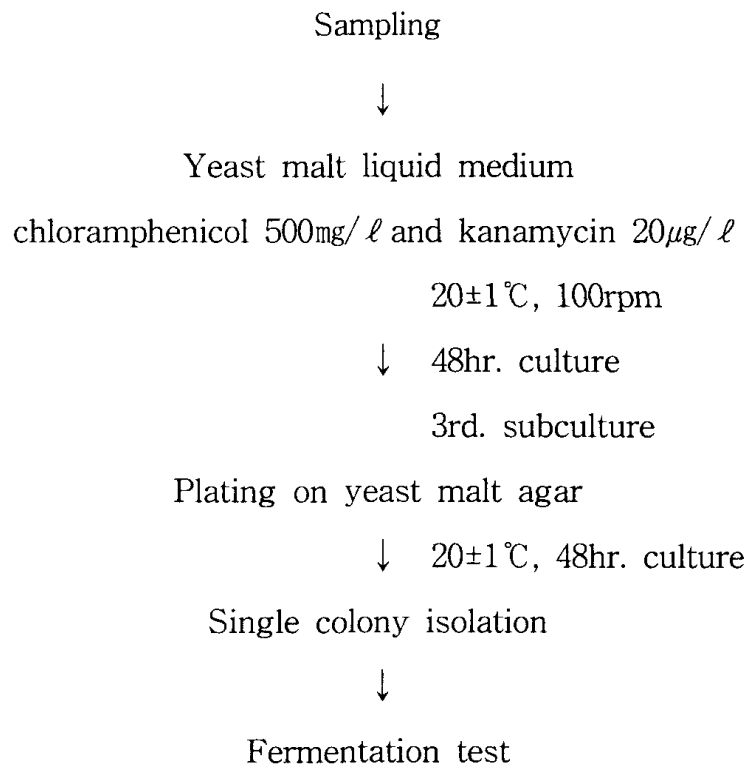 Sampling
↓
Yeast malt liquid medium
chloramphenicol 500㎎/ℓ and kanamycin 20㎍/ℓ
20±1℃, 100rpm
↓ 48hr. culture
3rd. subculture
Plating on yeast malt agar
↓ 20±1℃, 48hr. culture
Single colony isolation
↓
Fermentation test